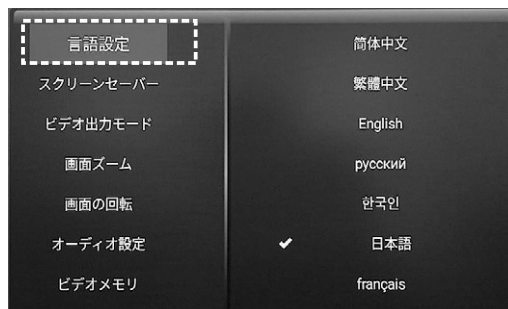 言語設定
スクリーンセーバー
ビデオ出力モード
画面ズーム
画面の回転
オーディオ設定
ビデオメモリ
简体中文
繁體中文
English
русский
한국인
✔ 日本語
français